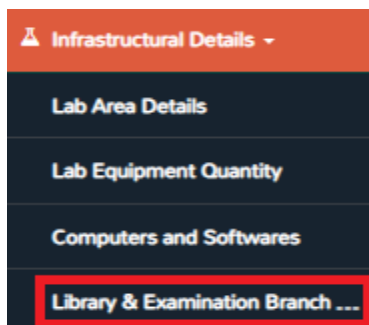 Infrastructural Details
Lab Area Details
Lab Equipment Quantity
Computers and Softwares
Library & Examination Branch ...